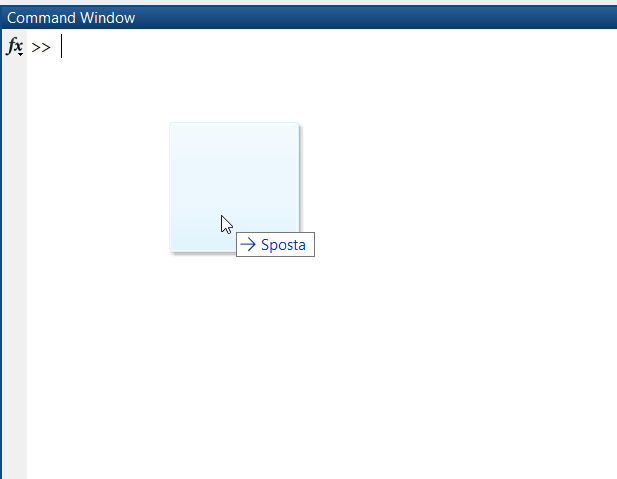 Command Window
fx >>
→ Sposta